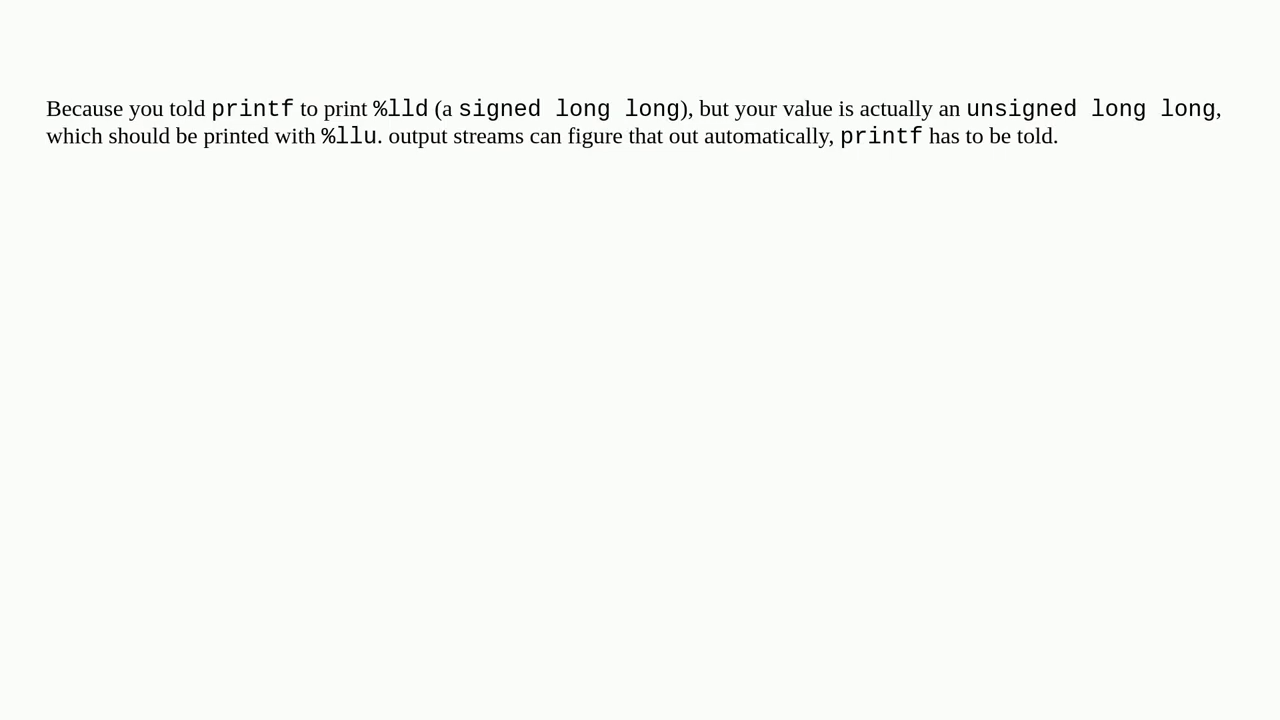 Because you told printf to print %lld (a signed long long), but your value is actually an unsigned long long,
which should be printed with %llu. output streams can figure that out automatically, printf has to be told.